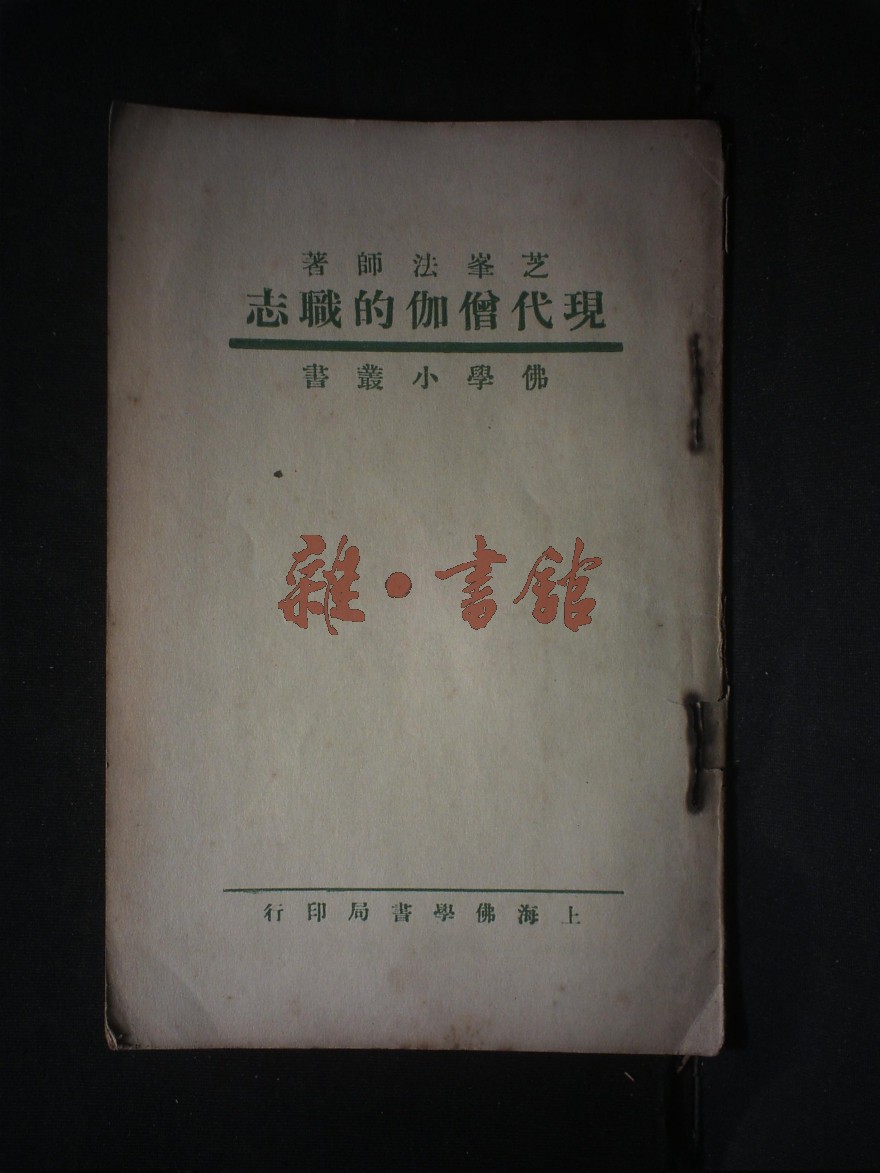 芝峯法師著
現代僧伽的職志
佛學小叢書
雜•書館
上海佛學書局印行